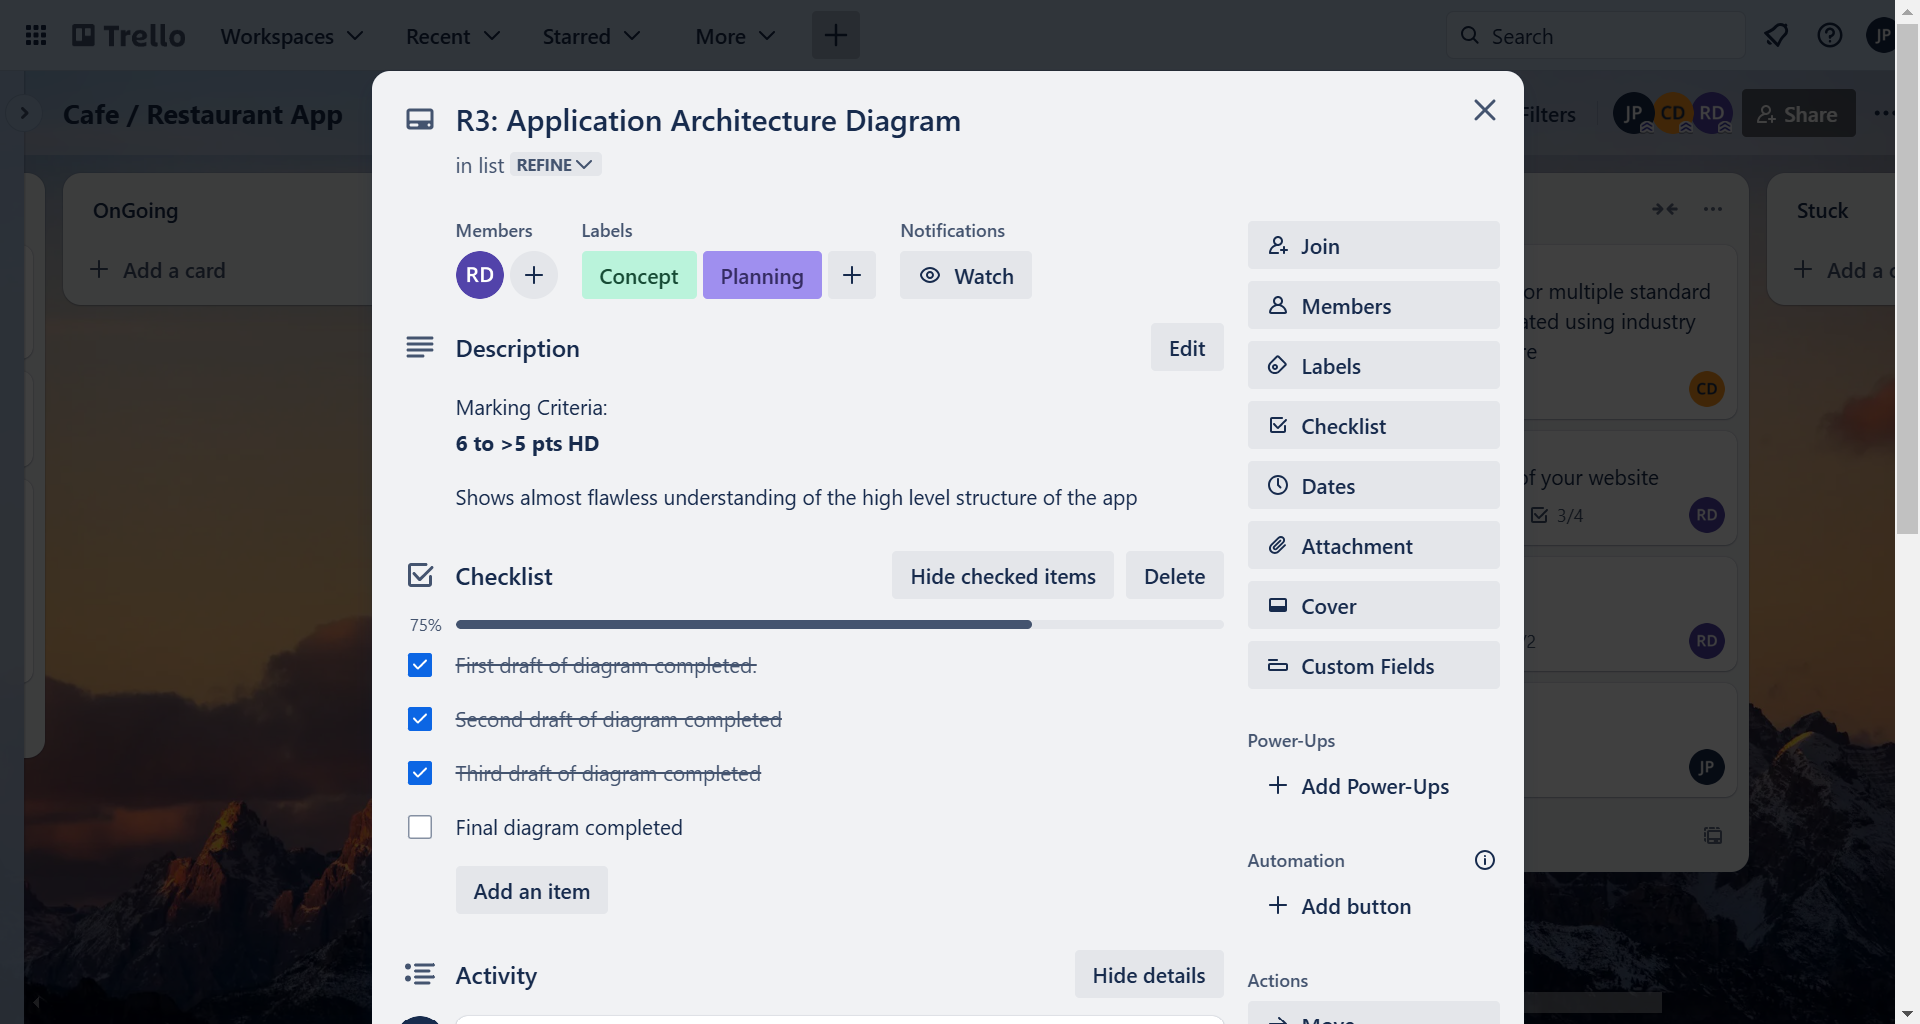 Trello
Workspaces
Recent
Starred
More
Search
JP
Cafe / Restaurant App
Filters
JP
CD
RD
Share
OnGoing
Add a card
R3: Application Architecture Diagram
in list REFINE
Members
RD
Labels
Concept
Planning
Notifications
Watch
Description
Edit
Marking Criteria:
6 to >5 pts HD
Shows almost flawless understanding of the high level structure of the app
Checklist
Hide checked items
Delete
75%
First draft of diagram completed.
Second draft of diagram completed
Third draft of diagram completed
Final diagram completed
Add an item
Activity
Hide details
Join
Members
Labels
Checklist
Dates
Attachment
Cover
Custom Fields
Power-Ups
Add Power-Ups
Automation
Add button
Actions
Move
or multiple standard
ated using industry
re
CD
of your website
3/4
RD
/2
RD
JP
Stuck
Add a c